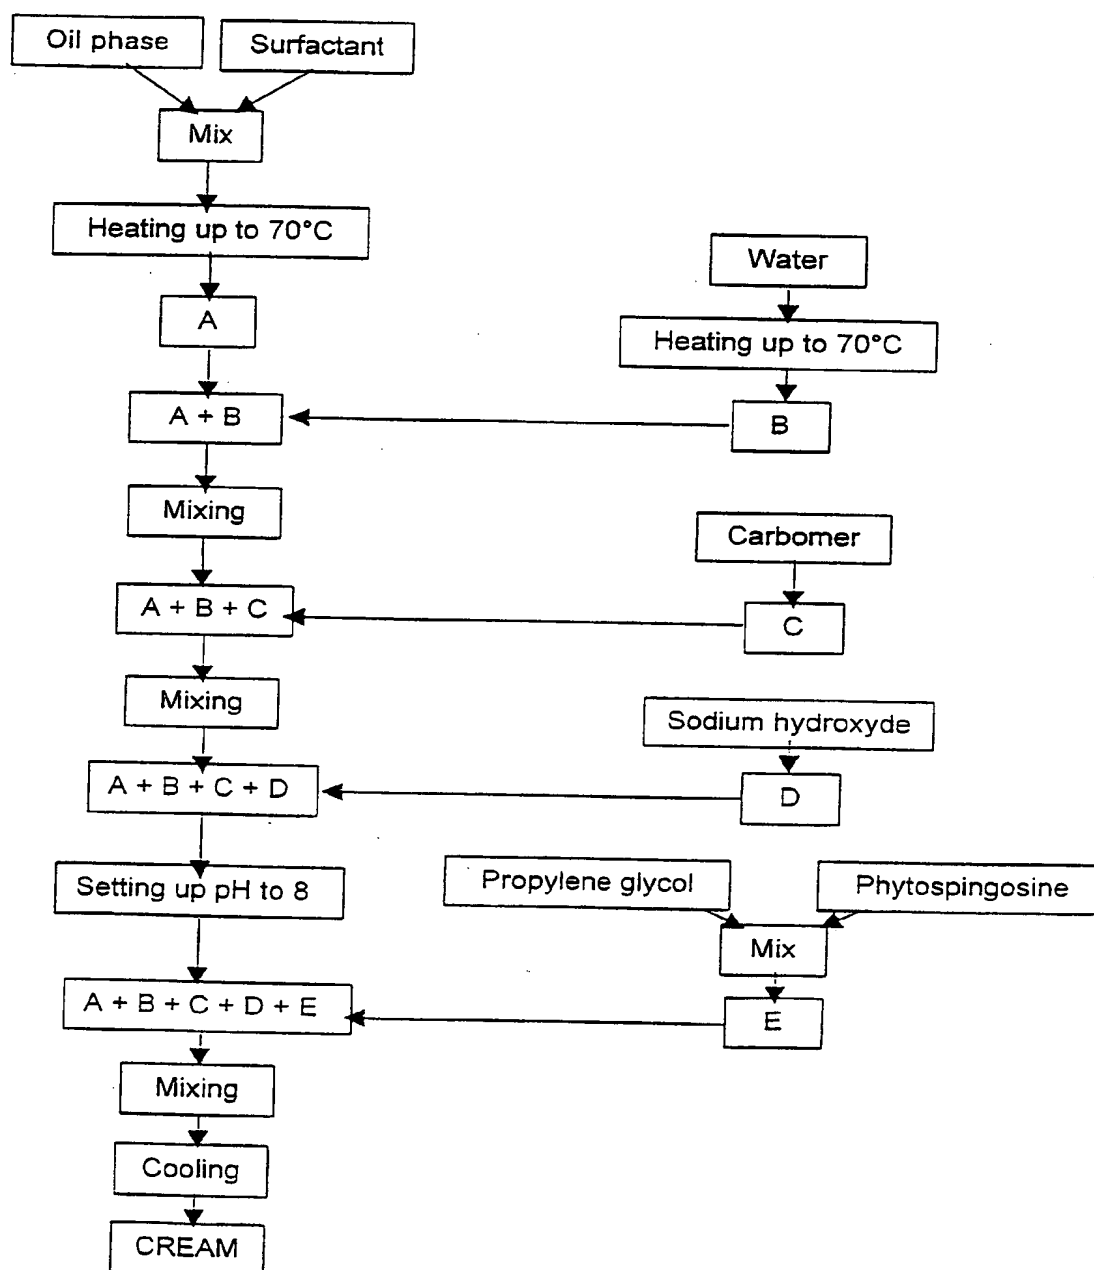 Oil phase
Surfactant
Mix
Heating up to 70°C
Water
A
Heating up to 70°C
A + B
B
Mixing
Carbomer
A + B + C
C
Mixing
Sodium hydroxyde
A + B + C + D
D
Setting up pH to 8
Propylene glycol
Phytospingosine
Mix
A + B + C + D + E
E
Mixing
Cooling
CREAM